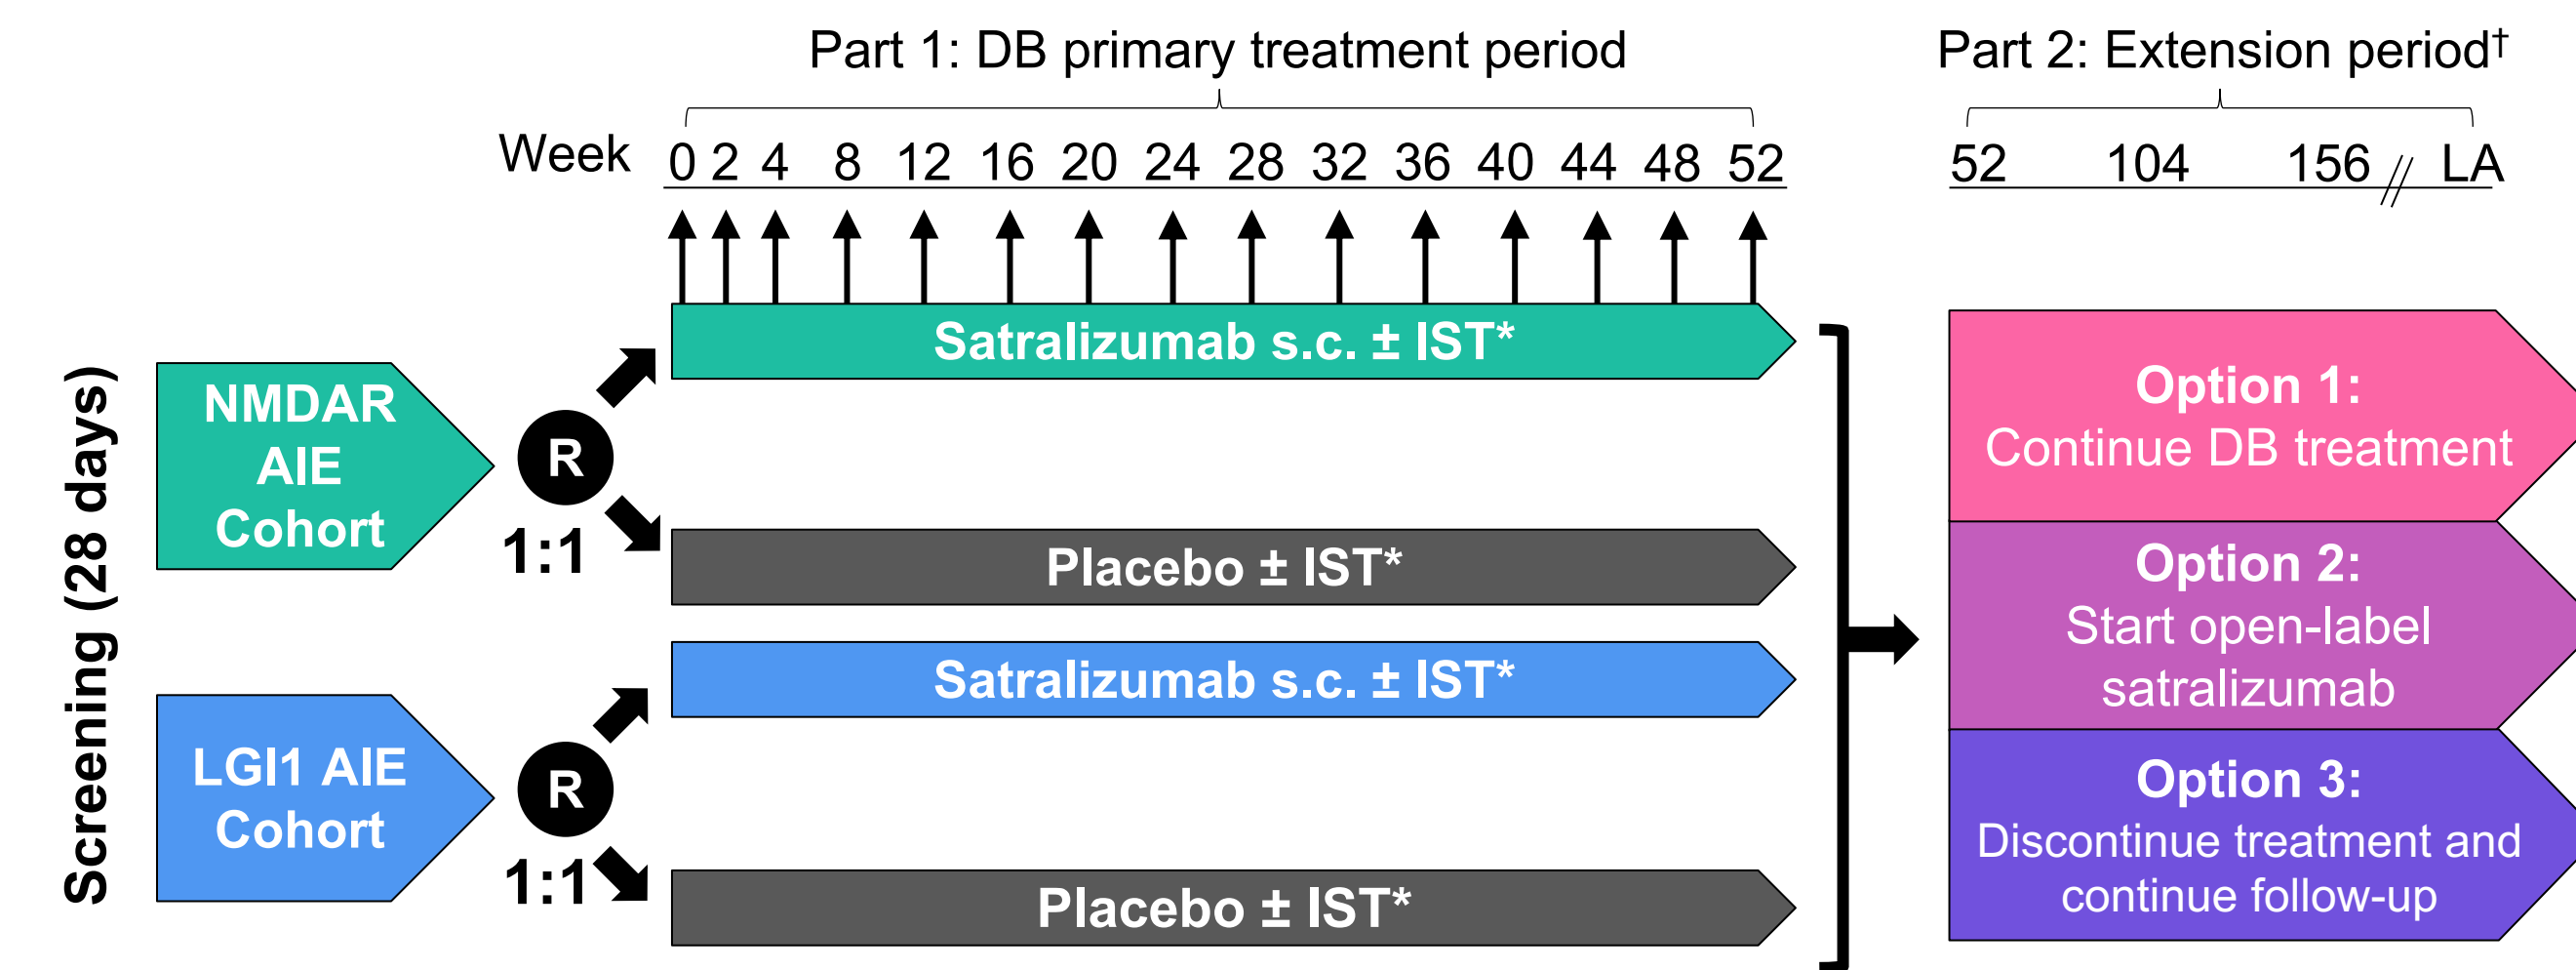 Part 1: DB primary treatment period
Part 2: Extension period†
Week 0 2 4 8 12 16 20 24 28 32 36 40 44 48 52
52 104 156 // LA
Screening (28 days)
NMDAR
AIE
Cohort
R
1:1
Satralizumab s.c. ± IST*
Placebo ± IST*
LGI1 AIE
Cohort
R
1:1
Satralizumab s.c. ± IST*
Placebo ± IST*
Option 1:
Continue DB treatment
Option 2:
Start open-label
satralizumab
Option 3:
Discontinue treatment and
continue follow-up